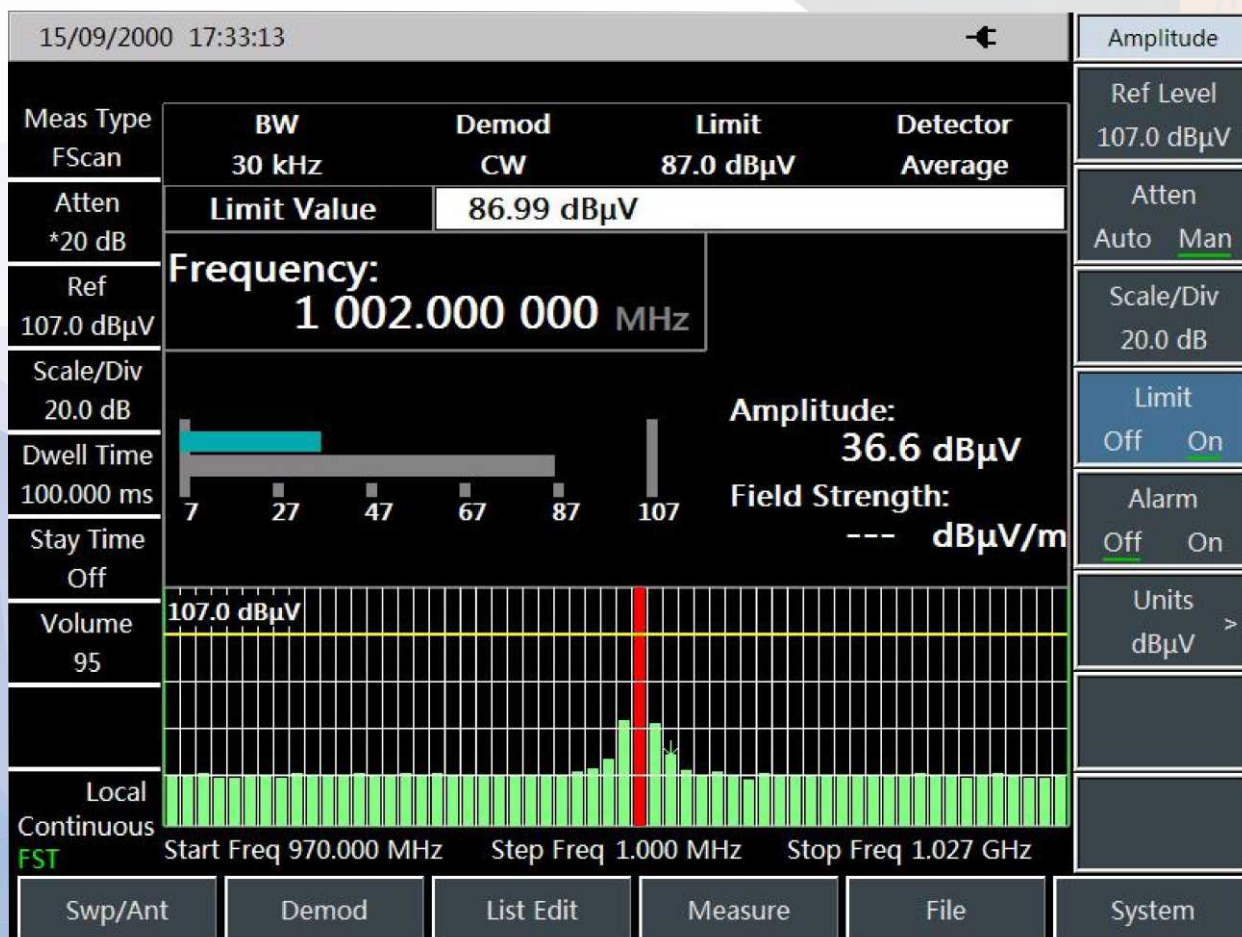 15/09/2000 17:33:13
Amplitude
Meas Type
FScan
Atten
*20 dB
Ref
107.0 dBµV
Scale/Div
20.0 dB
Dwell Time
100.000 ms
Stay Time
Off
Volume
95
Local
Continuous
FST
BW Demod Limit Detector
30 kHz CW 87.0 dBµV Average
Limit Value 86.99 dBµV
Frequency:
1 002.000 000 MHz
7 27 47 67 87 107
Amplitude:
36.6 dBµV
Field Strength:
--- dBµV/m
107.0 dBµV
Start Freq 970.000 MHz Step Freq 1.000 MHz Stop Freq 1.027 GHz
Ref Level
107.0 dBµV
Atten
Auto Man
Scale/Div
20.0 dB
Limit
Off On
Alarm
Off On
Units >
dBµV
Swp/Ant Demod List Edit Measure File System